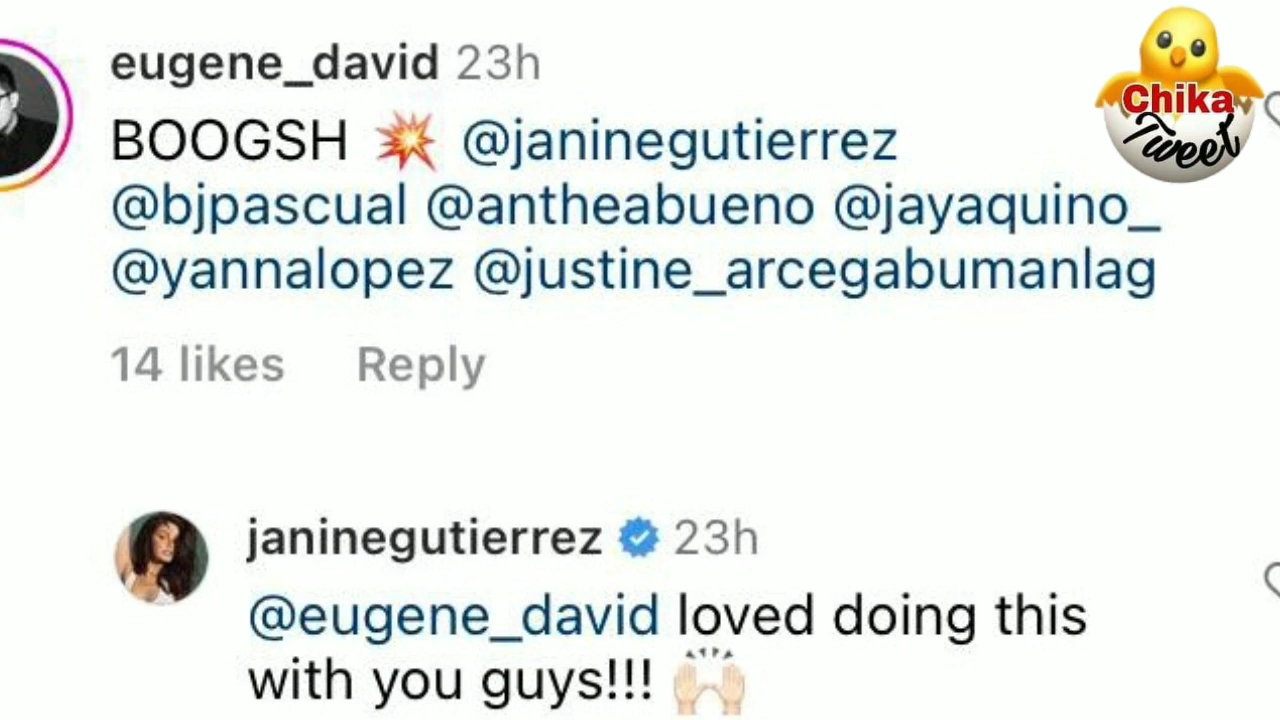 eugene_david 23h
BOOGSH 💥 @janinegutierrez
@bjpascual @antheabueno @jayaquino_
@yannalopez @justine_arcegabumanlag
14 likes Reply
janinegutierrez 23h
@eugene_david loved doing this
with you guys!!! 🙌🏻
Chika
Tweet